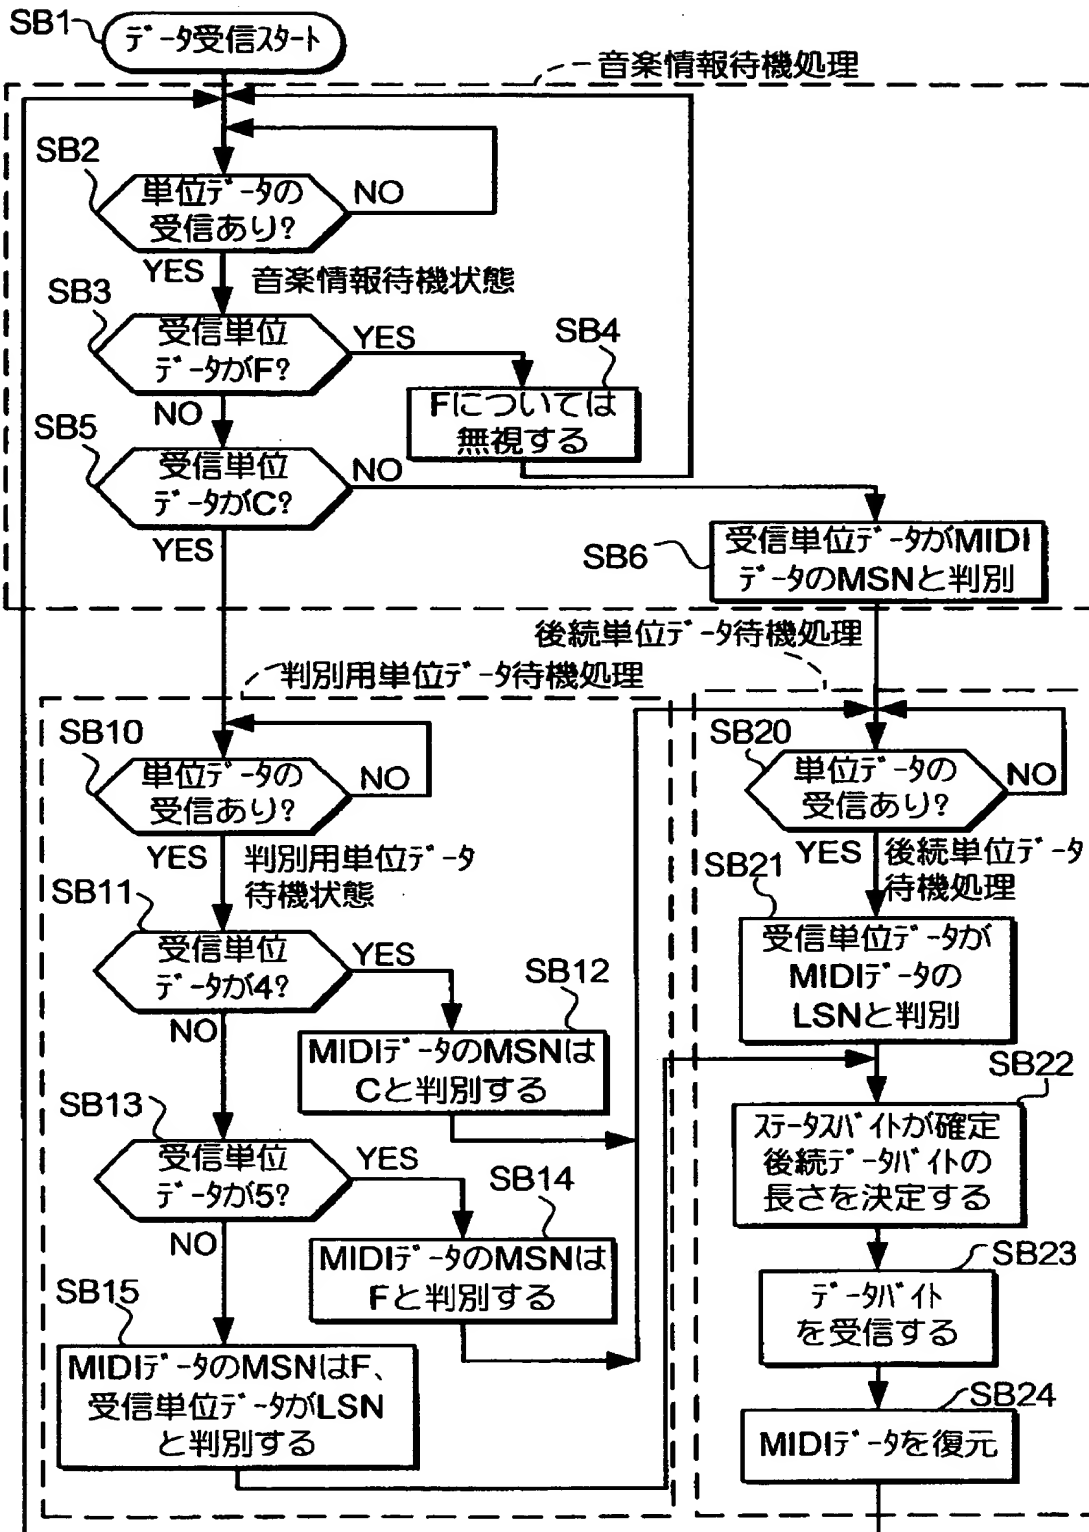 SB1
データ受信スタート
音楽情報待機処理
SB2
単位データの
受信あり?
NO
YES
音楽情報待機状態
SB3
受信単位
データがF?
YES
NO
SB4
Fについては
無視する
SB5
受信単位
データがC?
NO
YES
SB6
受信単位データがMIDI
データのMSNと判別
後続単位データ待機処理
判別用単位データ待機処理
SB10
単位データの
受信あり?
NO
YES
判別用単位データ
待機状態
SB11
受信単位
データが4?
YES
NO
SB12
MIDIデータのMSNは
Cと判別する
SB13
受信単位
データが5?
YES
NO
SB14
MIDIデータのMSNは
Fと判別する
SB15
MIDIデータのMSNはF、
受信単位データがLSN
と判別する
SB20
単位データの
受信あり?
NO
YES
後続単位データ
待機処理
SB21
受信単位データが
MIDIデータの
LSNと判別
SB22
ステータスバイトが確定
後続データバイトの
長さを決定する
SB23
データバイト
を受信する
SB24
MIDIデータを復元